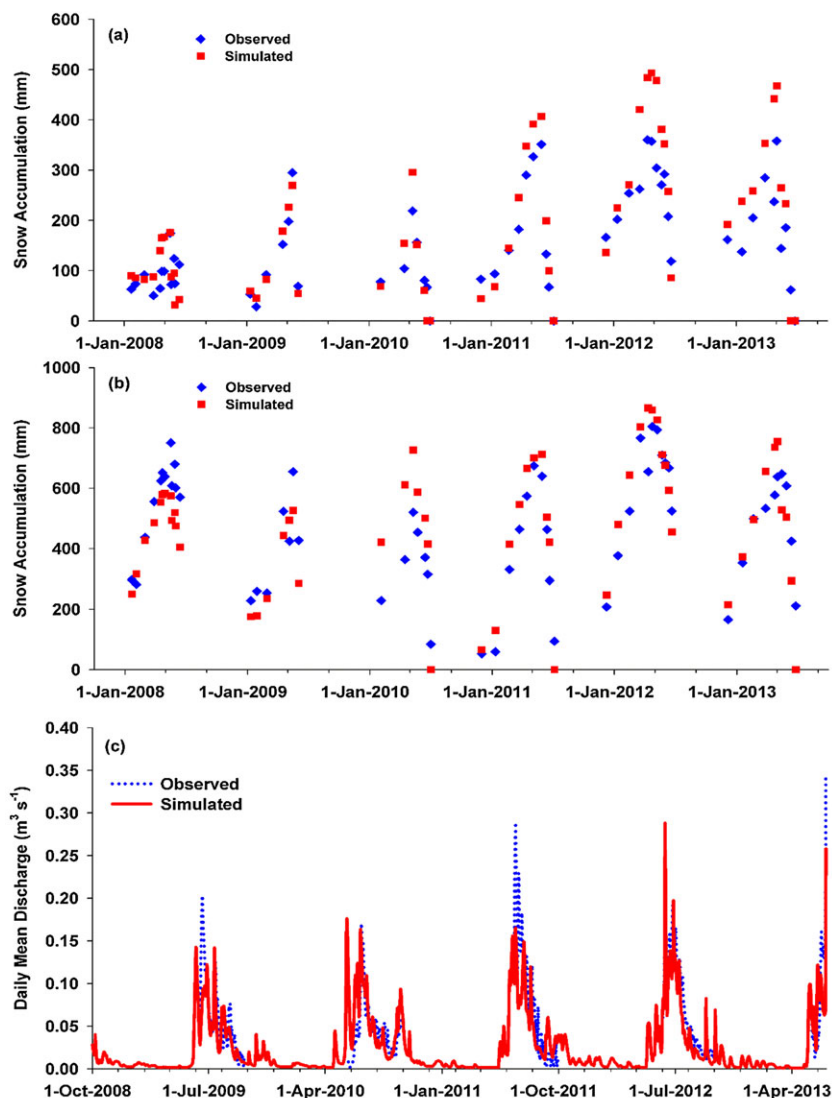 600
(a)
Observed
Simulated
500
400
300
200
100
0
Snow Accumulation (mm)
1-Jan-2008 1-Jan-2009 1-Jan-2010 1-Jan-2011 1-Jan-2012 1-Jan-2013
1000
(b)
Observed
Simulated
800
600
400
200
0
Snow Accumulation (mm)
1-Jan-2008 1-Jan-2009 1-Jan-2010 1-Jan-2011 1-Jan-2012 1-Jan-2013
0.40
(c)
Observed
Simulated
0.35
0.30
0.25
0.20
0.15
0.10
0.05
0.00
Daily Mean Discharge (m³ s⁻¹)
1-Oct-2008 1-Jul-2009 1-Apr-2010 1-Jan-2011 1-Oct-2011 1-Jul-2012 1-Apr-2013